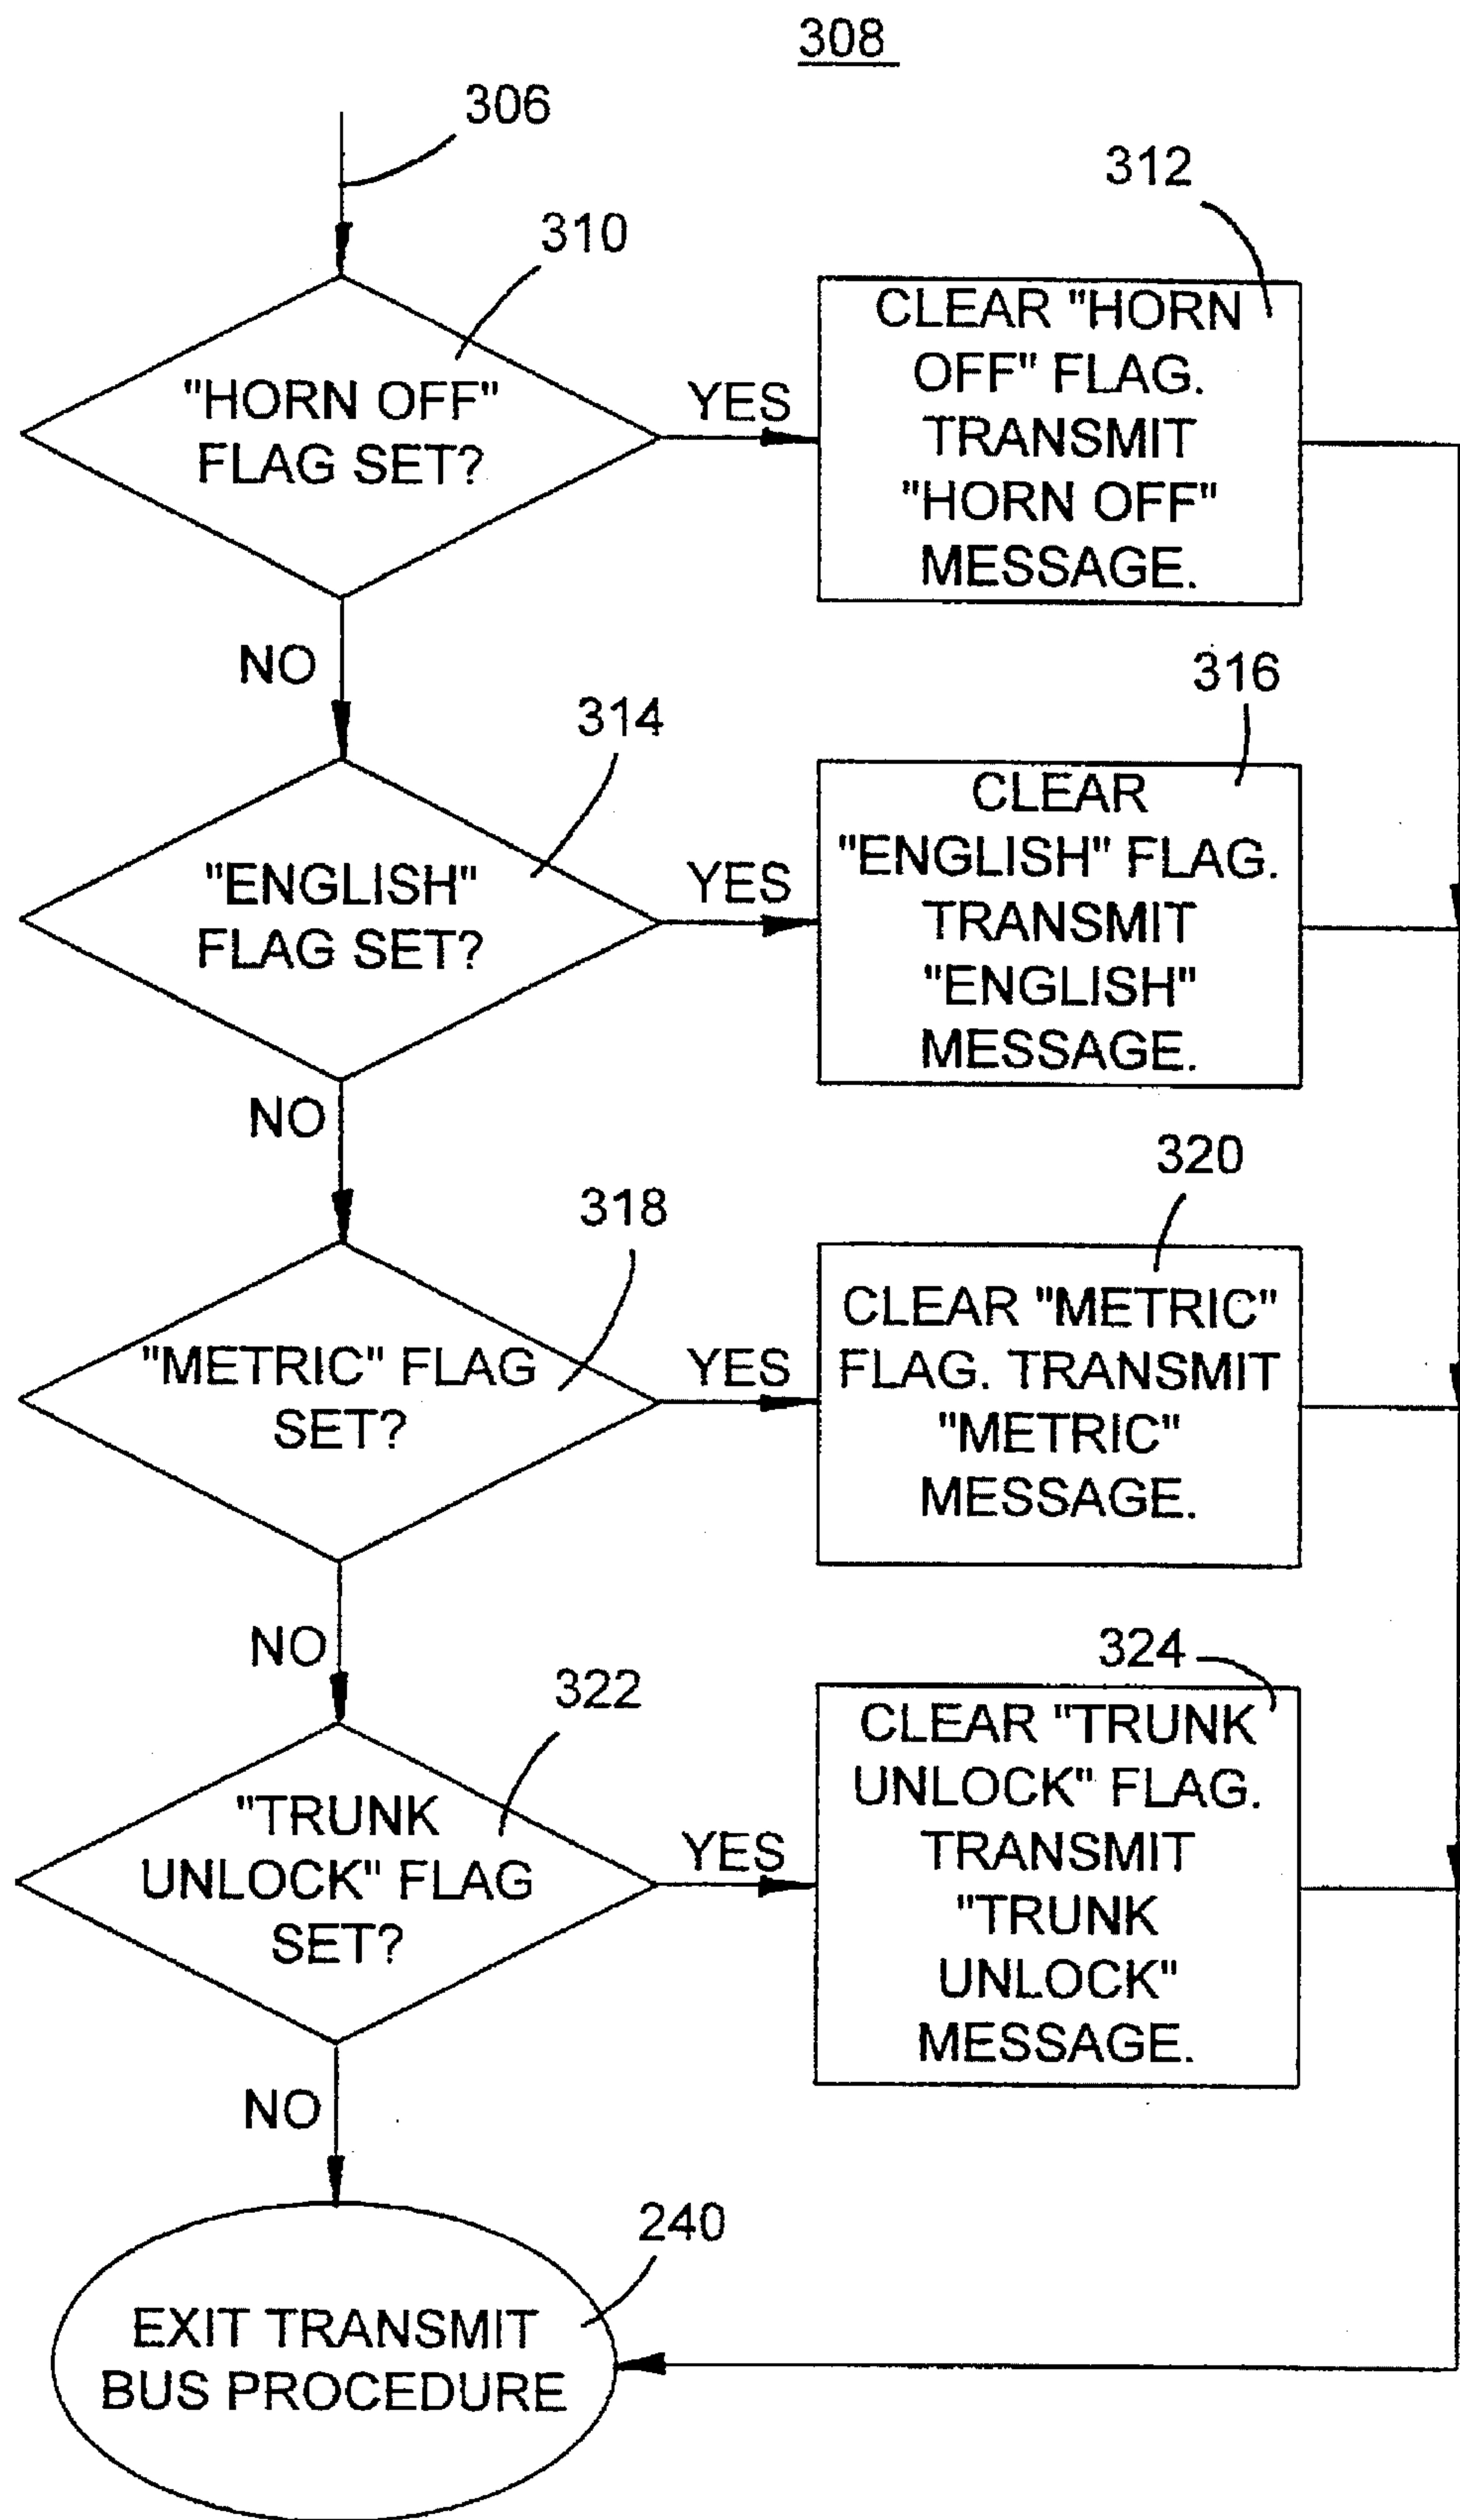 308
306
310
312
"HORN OFF"
FLAG SET?
YES
CLEAR "HORN
OFF" FLAG.
TRANSMIT
"HORN OFF"
MESSAGE.
NO
314
316
"ENGLISH"
FLAG SET?
YES
CLEAR
"ENGLISH" FLAG.
TRANSMIT
"ENGLISH"
MESSAGE.
NO
318
320
"METRIC" FLAG
SET?
YES
CLEAR "METRIC"
FLAG. TRANSMIT
"METRIC"
MESSAGE.
NO
322
324
"TRUNK
UNLOCK" FLAG
SET?
YES
CLEAR "TRUNK
UNLOCK" FLAG.
TRANSMIT
"TRUNK
UNLOCK"
MESSAGE.
NO
240
EXIT TRANSMIT
BUS PROCEDURE